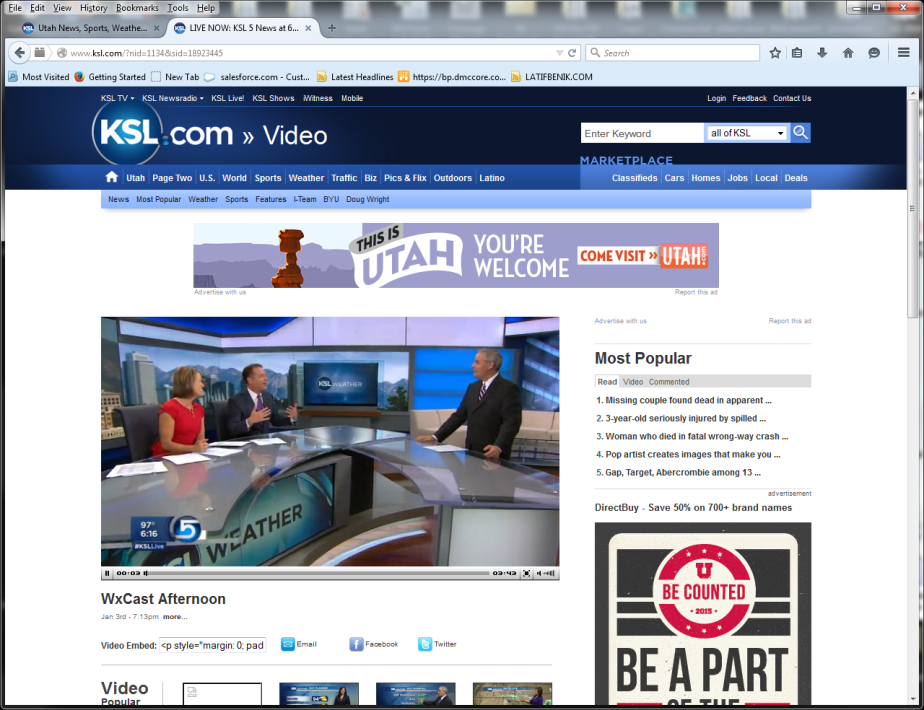 File Edit View History Bookmarks Tools Help
Utah News, Sports, Weathe...
LIVE NOW: KSL 5 News at 6...
www.ksl.com/?nid=1134&sid=18923445
Search
Most Visited Getting Started New Tab salesforce.com - Cust... Latest Headlines https://bp.dmccore.co... LATIFBENIK.COM
KSL TV KSL Newsradio KSL Live! KSL Shows iWitness Mobile Login Feedback Contact Us
KSL.com » Video
Enter Keyword all of KSL
MARKETPLACE
Utah Page Two U.S. World Sports Weather Traffic Biz Pics & Flix Outdoors Latino Classifieds Cars Homes Jobs Local Deals
News Most Popular Weather Sports Features I-Team BYU Doug Wright
THIS IS UTAH YOU'RE WELCOME COME VISIT » UTAH!
Advertise with us Report this ad
KSL WEATHER
WEATHER
97°
6:16
5
#KSLLive
00:03 03:43
WxCast Afternoon
Jan 3rd - 7:13pm more...
Video Embed: <p style="margin: 0; pad Email Facebook Twitter
Video
Popular
Advertise with us Report this ad
Most Popular
Read Video Commented
1. Missing couple found dead in apparent ...
2. 3-year-old seriously injured by spilled ...
3. Woman who died in fatal wrong-way crash ...
4. Pop artist creates images that make you ...
5. Gap, Target, Abercrombie among 13 ...
advertisement
DirectBuy - Save 50% on 700+ brand names
U
BE COUNTED
• 2015 •
BE A PART
OF THE